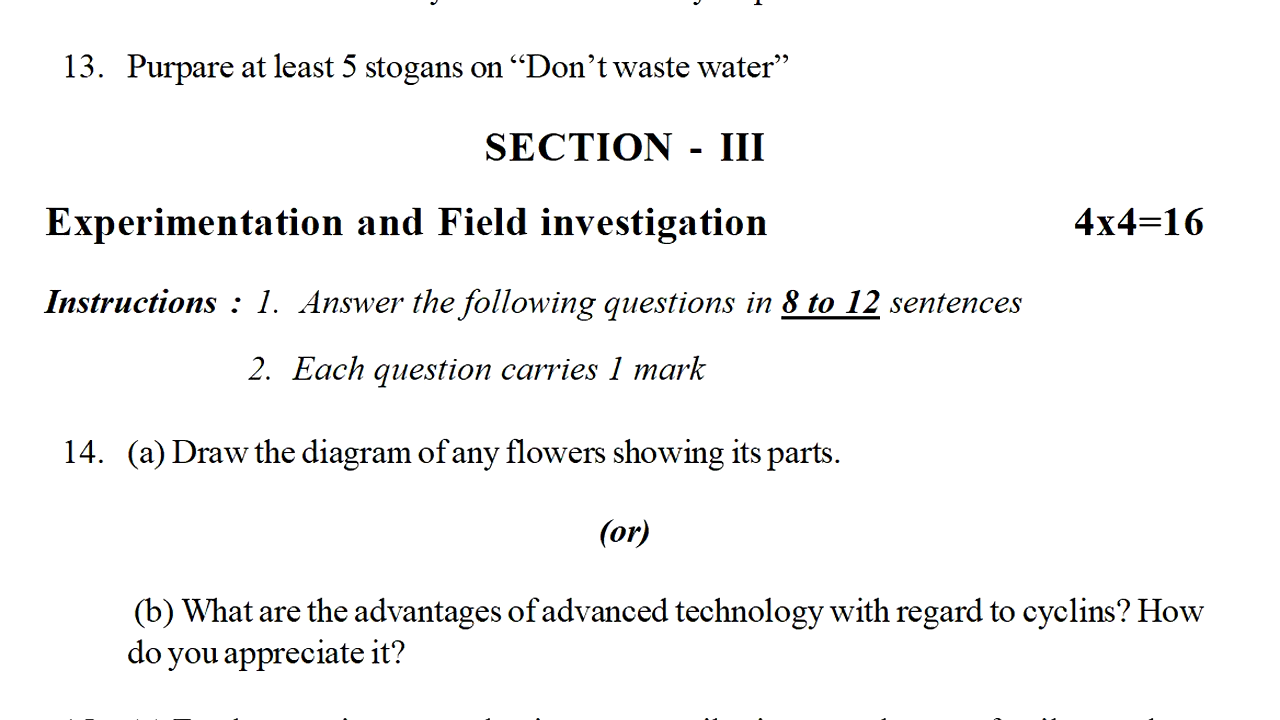 13. Purpare at least 5 stogans on “Don’t waste water”
SECTION - III
Experimentation and Field investigation 4x4=16
Instructions : 1. Answer the following questions in 8 to 12 sentences
2. Each question carries 1 mark
14. (a) Draw the diagram of any flowers showing its parts.
(or)
(b) What are the advantages of advanced technology with regard to cyclins? How
do you appreciate it?